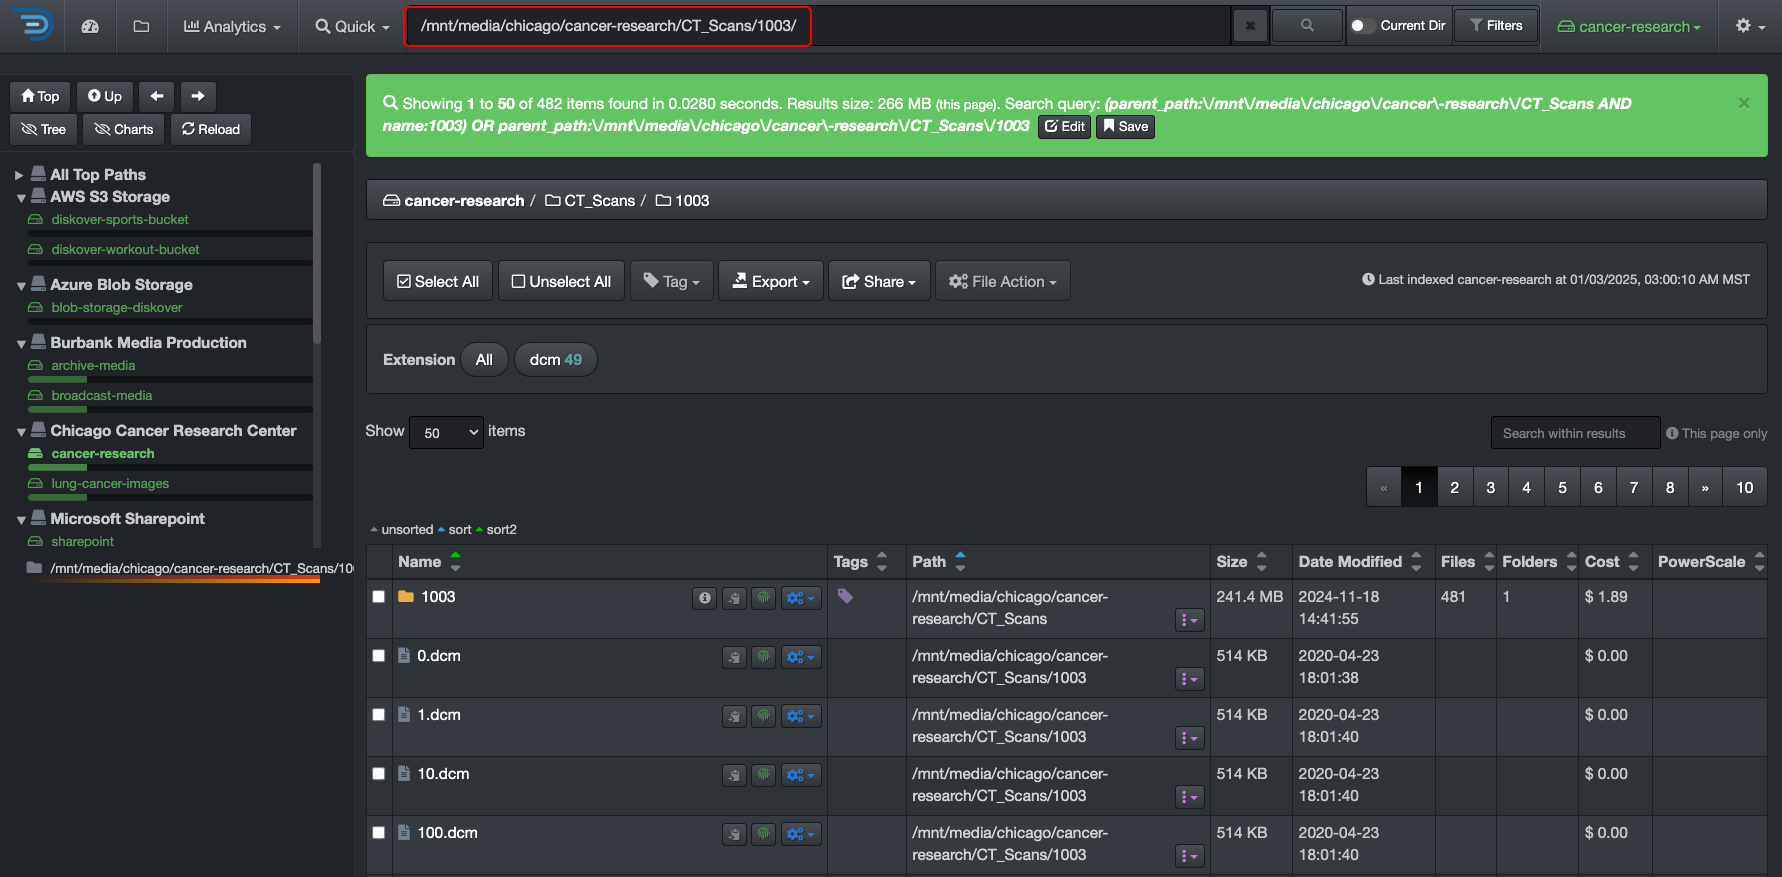 Analytics
Quick
/mnt/media/chicago/cancer-research/CT_Scans/1003/
Current Dir
Filters
cancer-research
Top
Up
Tree
Charts
Reload
All Top Paths
AWS S3 Storage
diskover-sports-bucket
diskover-workout-bucket
Azure Blob Storage
blob-storage-diskover
Burbank Media Production
archive-media
broadcast-media
Chicago Cancer Research Center
cancer-research
lung-cancer-images
Microsoft Sharepoint
sharepoint
/mnt/media/chicago/cancer-research/CT_Scans/10
Showing 1 to 50 of 482 items found in 0.0280 seconds. Results size: 266 MB (this page). Search query: (parent_path:\/mnt\/media\/chicago\/cancer\-research\/CT_Scans AND
name:1003) OR parent_path:\/mnt\/media\/chicago\/cancer\-research\/CT_Scans\/1003 Edit Save
×
cancer-research / CT_Scans / 1003
Select All
Unselect All
Tag
Export
Share
File Action
Last indexed cancer-research at 01/03/2025, 03:00:10 AM MST
Extension All dcm 49
Show 50 items
Search within results
This page only
« 1 2 3 4 5 6 7 8 » 10
unsorted sort sort2
Name Tags Path Size Date Modified Files Folders Cost PowerScale
1003 /mnt/media/chicago/cancer- 241.4 MB 2024-11-18 481 1 $ 1.89
research/CT_Scans 14:41:55
0.dcm /mnt/media/chicago/cancer- 514 KB 2020-04-23 $ 0.00
research/CT_Scans/1003 18:01:38
1.dcm /mnt/media/chicago/cancer- 514 KB 2020-04-23 $ 0.00
research/CT_Scans/1003 18:01:40
10.dcm /mnt/media/chicago/cancer- 514 KB 2020-04-23 $ 0.00
research/CT_Scans/1003 18:01:40
100.dcm /mnt/media/chicago/cancer- 514 KB 2020-04-23 $ 0.00
research/CT_Scans/1003 18:01:40